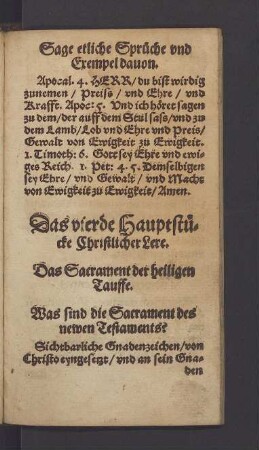 Sage etliche Sprüche vnd
Exempel dauon.
Apocal. 4. HERR/du bist wirdig
zunemen / Preiß / vnd Ehre / vnd
Krafft. Apoc: 5. Vnd ich höret sagen
zu dem/der auff dem Stul saß/vnd zu
dem Lamb/Lob vnd Ehre vnd Preis/
Gewalt von Ewigkeit zu Ewigkeit.
1. Timoth: 6. Gott sey Ehre vnd ewi-
ges Reich. 1. Pet: 4. 5. Demselbigen
sey Ehre / vnd Gewalt / vnd Macht
von Ewigkeit zu Ewigkeit/ Amen.
Das vierde Hauptstü-
cke Christlicher Lere.
Das Sacrament der heiligen
Tauffe.
Was sind die Sacrament des
newen Testaments?
Sichtbarliche Gnadenzeichen/von
Christo eyngesetzt/ vnd an sein Gna-
den